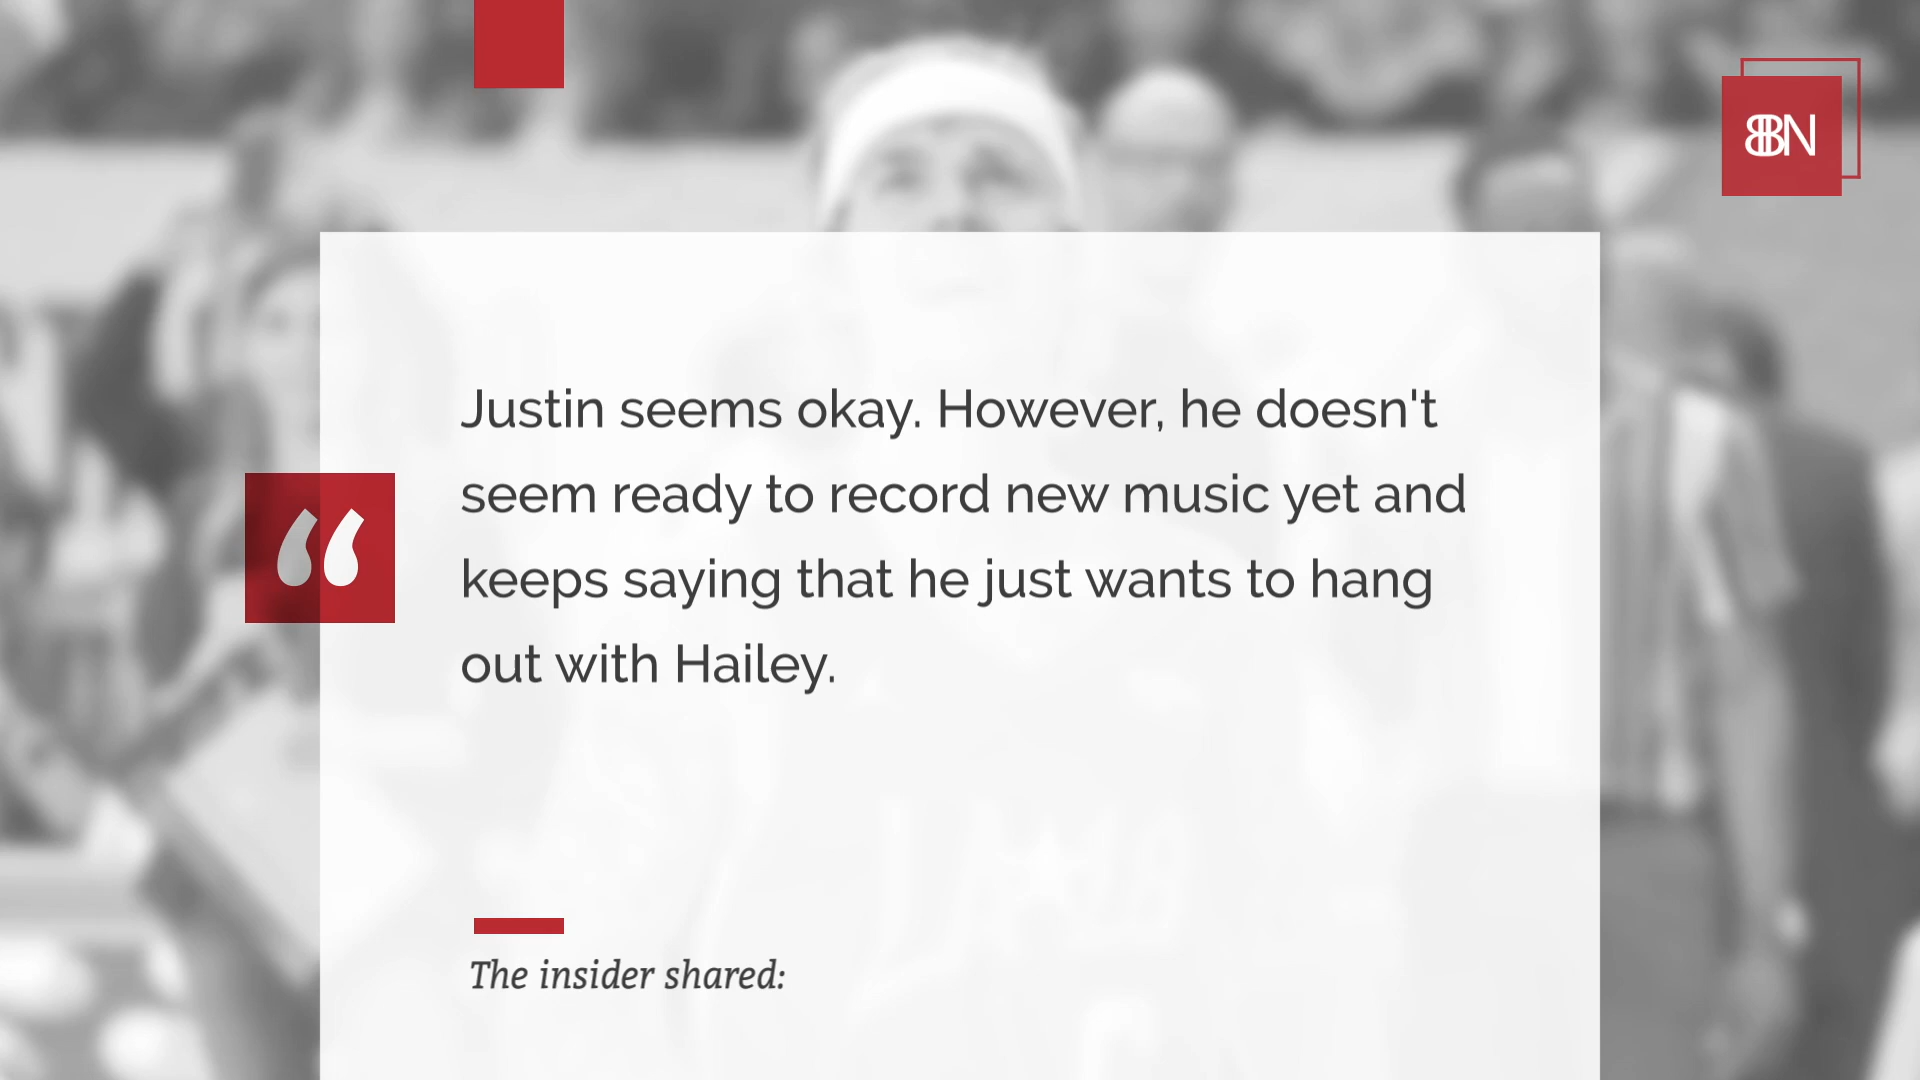 BBN
Justin seems okay. However, he doesn't
seem ready to record new music yet and
keeps saying that he just wants to hang
out with Hailey.
The insider shared: